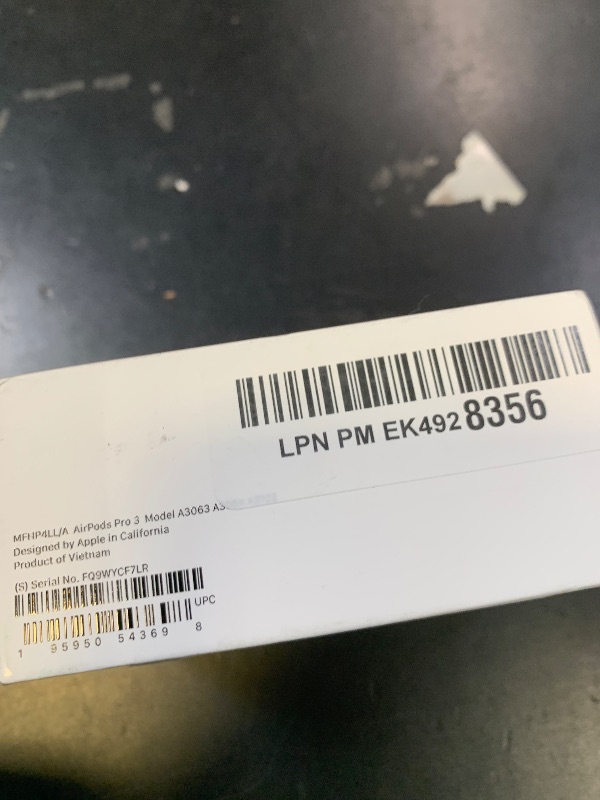 LPN PM EK4928356
MFHP4LL/A AirPods Pro 3 Model A3063
Designed by Apple in California
Product of Vietnam
(S) Serial No. FQ9WYCF7LR
UPC
1 95950 54369 8